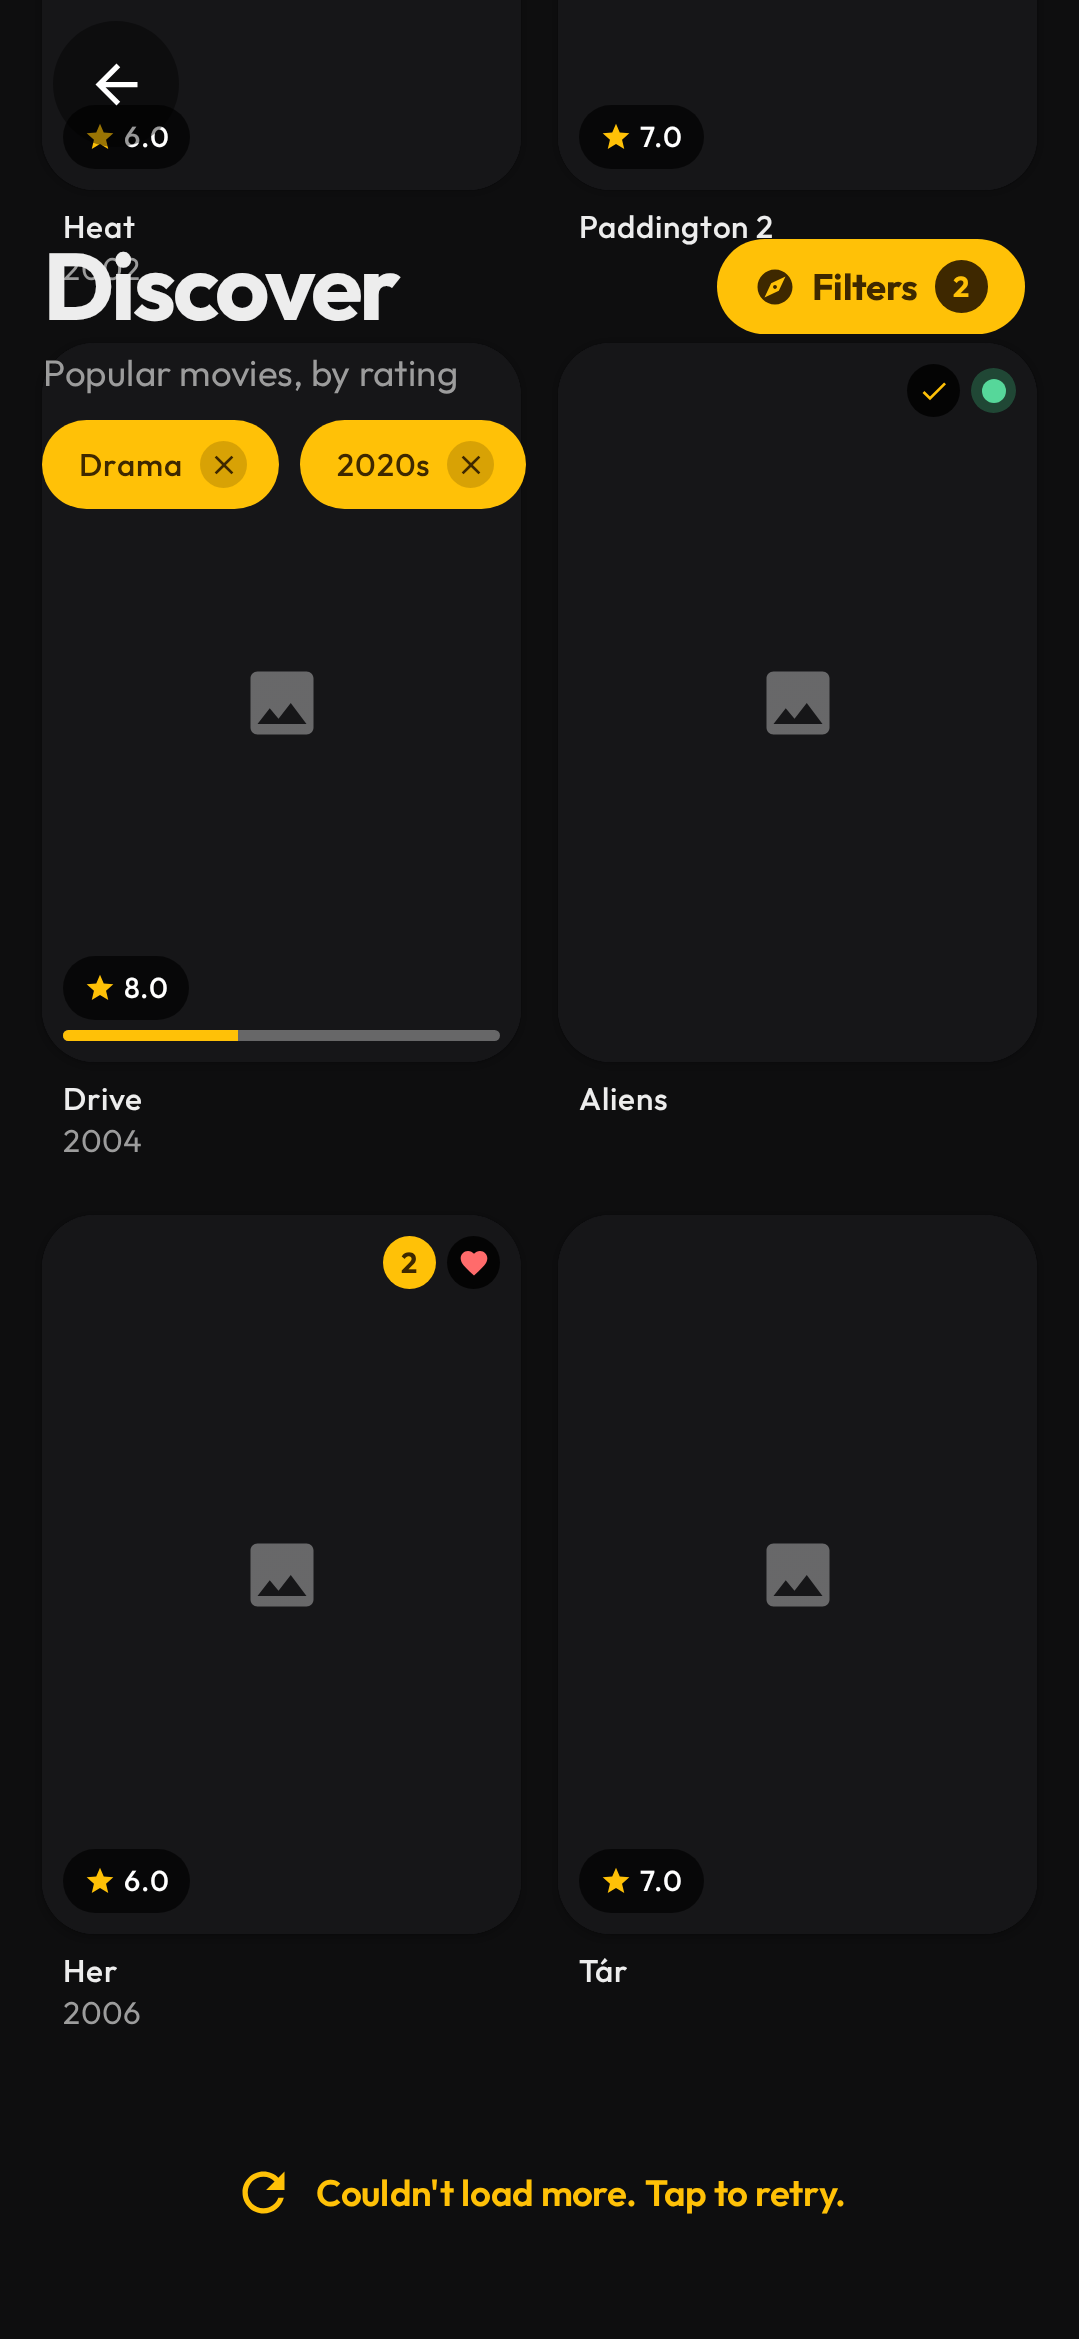 6.0
7.0
Heat
Paddington 2
2002
Discover
Filters 2
Popular movies, by rating
Drama
2020s
8.0
Drive
Aliens
2004
2
6.0
7.0
Her
Tár
2006
Couldn't load more. Tap to retry.